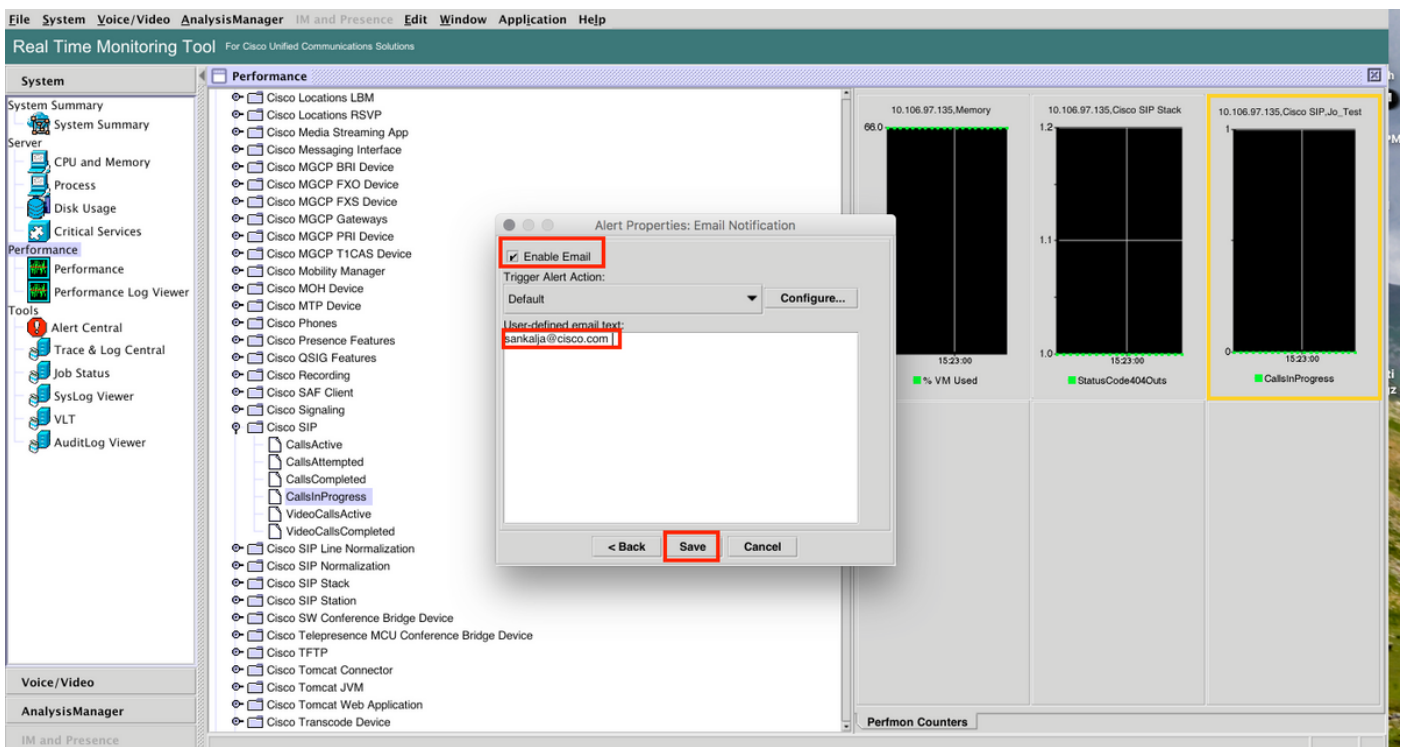 File System Voice/Video AnalysisManager IM and Presence Edit Window Application Help
Real Time Monitoring Tool For Cisco Unified Communications Solutions
System
System Summary
System Summary
Server
CPU and Memory
Process
Disk Usage
Critical Services
Performance
Performance
Performance Log Viewer
Tools
Alert Central
Trace & Log Central
Job Status
SysLog Viewer
VLT
AuditLog Viewer
Voice/Video
AnalysisManager
IM and Presence
Performance
Cisco Locations LBM
Cisco Locations RSVP
Cisco Media Streaming App
Cisco Messaging Interface
Cisco MGCP BRI Device
Cisco MGCP FXO Device
Cisco MGCP FXS Device
Cisco MGCP Gateways
Cisco MGCP PRI Device
Cisco MGCP T1CAS Device
Cisco Mobility Manager
Cisco MOH Device
Cisco MTP Device
Cisco Phones
Cisco Presence Features
Cisco QSIG Features
Cisco Recording
Cisco SAF Client
Cisco Signaling
Cisco SIP
CallsActive
CallsAttempted
CallsCompleted
CallsInProgress
VideoCallsActive
VideoCallsCompleted
Cisco SIP Line Normalization
Cisco SIP Normalization
Cisco SIP Stack
Cisco SIP Station
Cisco SW Conference Bridge Device
Cisco Telepresence MCU Conference Bridge Device
Cisco TFTP
Cisco Tomcat Connector
Cisco Tomcat JVM
Cisco Tomcat Web Application
Cisco Transcode Device
Alert Properties: Email Notification
Enable Email
Trigger Alert Action:
Default
Configure...
User-defined email text:
sankalja@cisco.com
< Back Save Cancel
10.106.97.135,Memory
66.0
15:23:00
% VM Used
10.106.97.135,Cisco SIP Stack
1.2
1.1
1.0
15:23:00
StatusCode404Outs
10.106.97.135,Cisco SIP,Jo_Test
1
0
15:23:00
CallsInProgress
Perfmon Counters